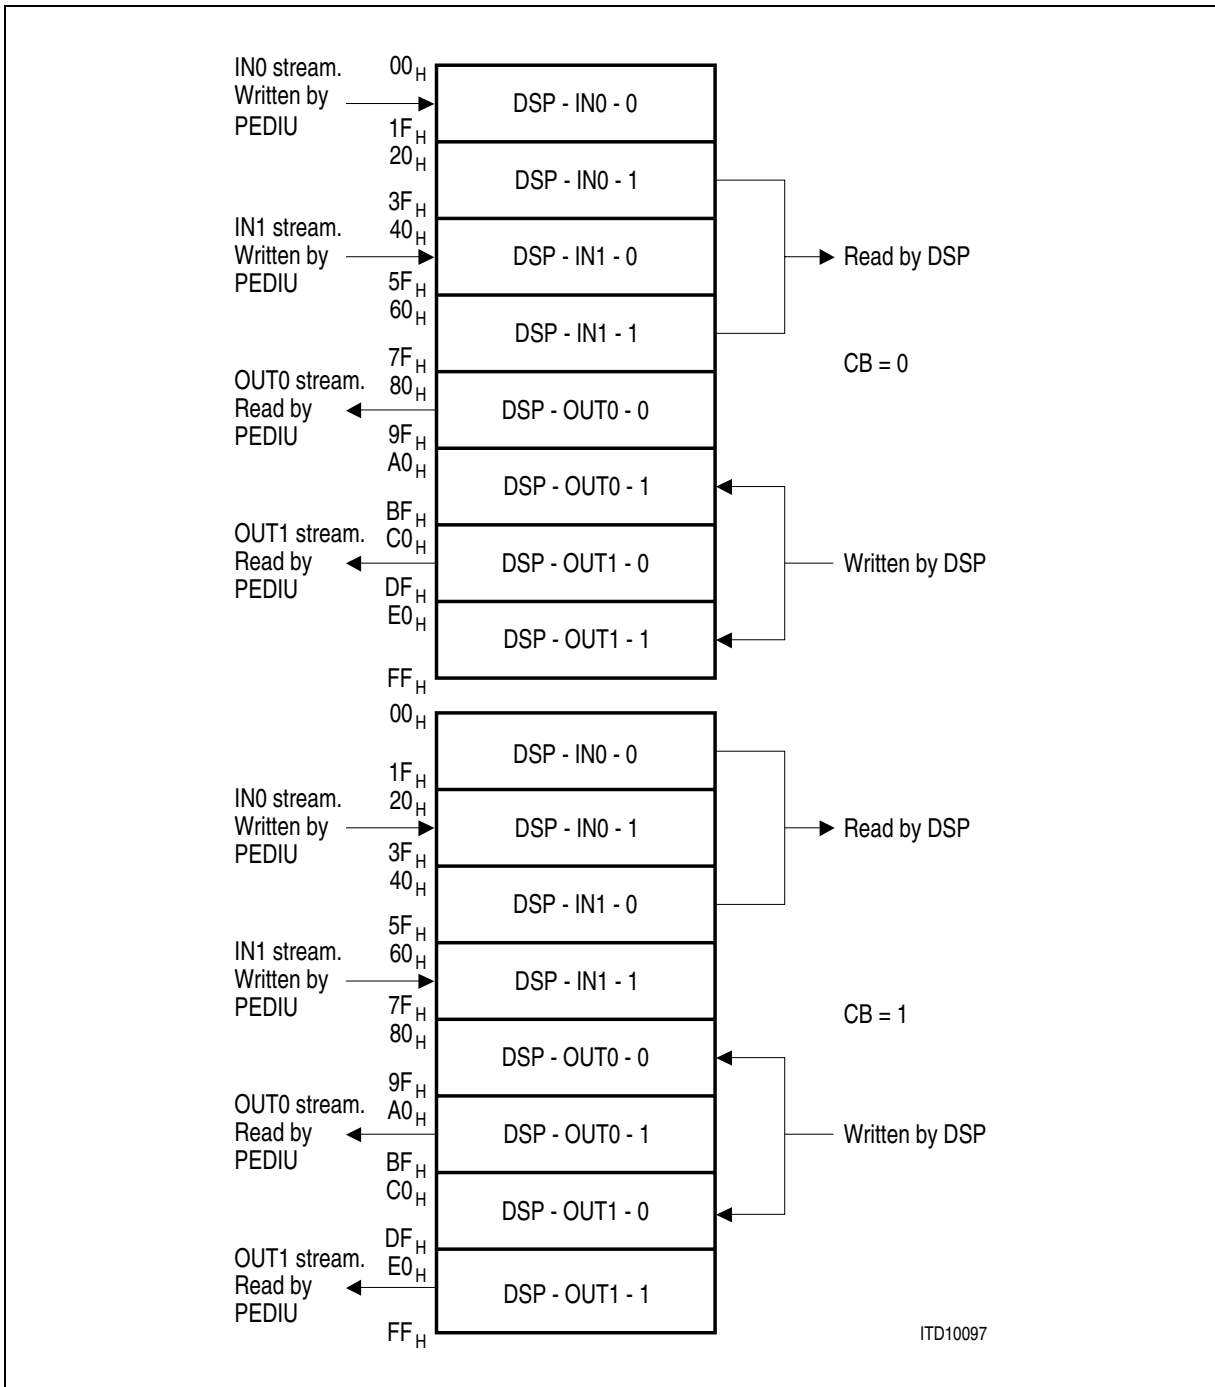 IN0 stream.
Written by
PEDIU
00H
DSP - IN0 - 0
1FH
20H
DSP - IN0 - 1
3FH
IN1 stream.
Written by
PEDIU
40H
DSP - IN1 - 0
Read by DSP
5FH
60H
DSP - IN1 - 1
7FH
CB = 0
OUT0 stream.
Read by
PEDIU
80H
DSP - OUT0 - 0
9FH
A0H
DSP - OUT0 - 1
BFH
OUT1 stream.
Read by
PEDIU
C0H
DSP - OUT1 - 0
Written by DSP
DFH
E0H
DSP - OUT1 - 1
FFH
00H
DSP - IN0 - 0
1FH
IN0 stream.
Written by
PEDIU
20H
DSP - IN0 - 1
Read by DSP
3FH
40H
DSP - IN1 - 0
5FH
IN1 stream.
Written by
PEDIU
60H
DSP - IN1 - 1
7FH
CB = 1
80H
DSP - OUT0 - 0
9FH
OUT0 stream.
Read by
PEDIU
A0H
DSP - OUT0 - 1
Written by DSP
BFH
C0H
DSP - OUT1 - 0
DFH
OUT1 stream.
Read by
PEDIU
E0H
DSP - OUT1 - 1
FFH
ITD10097